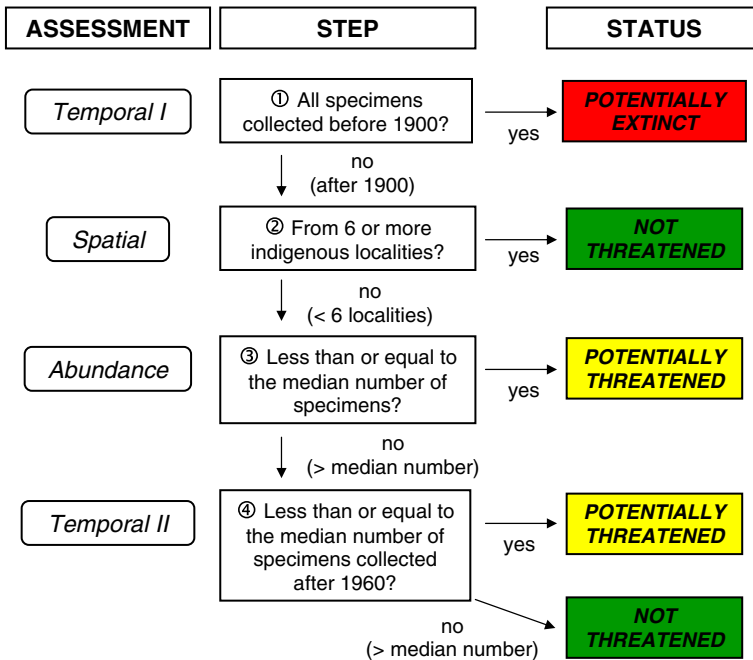 ASSESSMENT STEP STATUS
Temporal I
① All specimens
collected before 1900?
yes
POTENTIALLY
EXTINCT
no
(after 1900)
Spatial
② From 6 or more
indigenous localities?
yes
NOT
THREATENED
no
(< 6 localities)
Abundance
③ Less than or equal to
the median number of
specimens?
yes
POTENTIALLY
THREATENED
no
(> median number)
Temporal II
④ Less than or equal to
the median number of
specimens collected
after 1960?
yes
POTENTIALLY
THREATENED
no
(> median number)
NOT
THREATENED